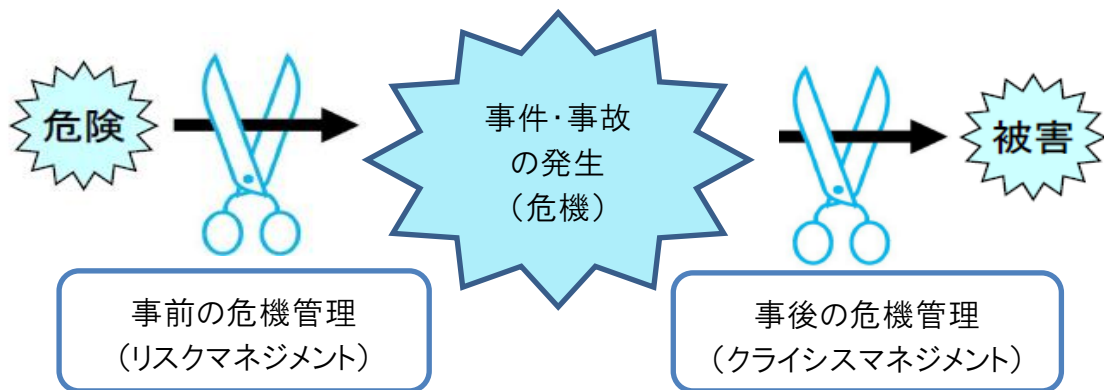 危険
事件・事故
の発生
（危機）
被害
事前の危機管理
（リスクマネジメント）
事後の危機管理
（クライシスマネジメント）